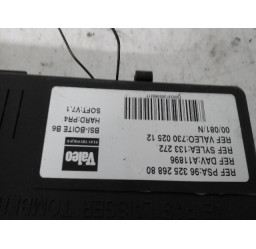 REF PSA:96 325 268 80
REF DAV:A11896
REF SYLEA:133 272
REF VALEO:730 025 12
00/081/N
Valeo
BSI-BOITE B6
HARD:PR4
SOFT:V7.1